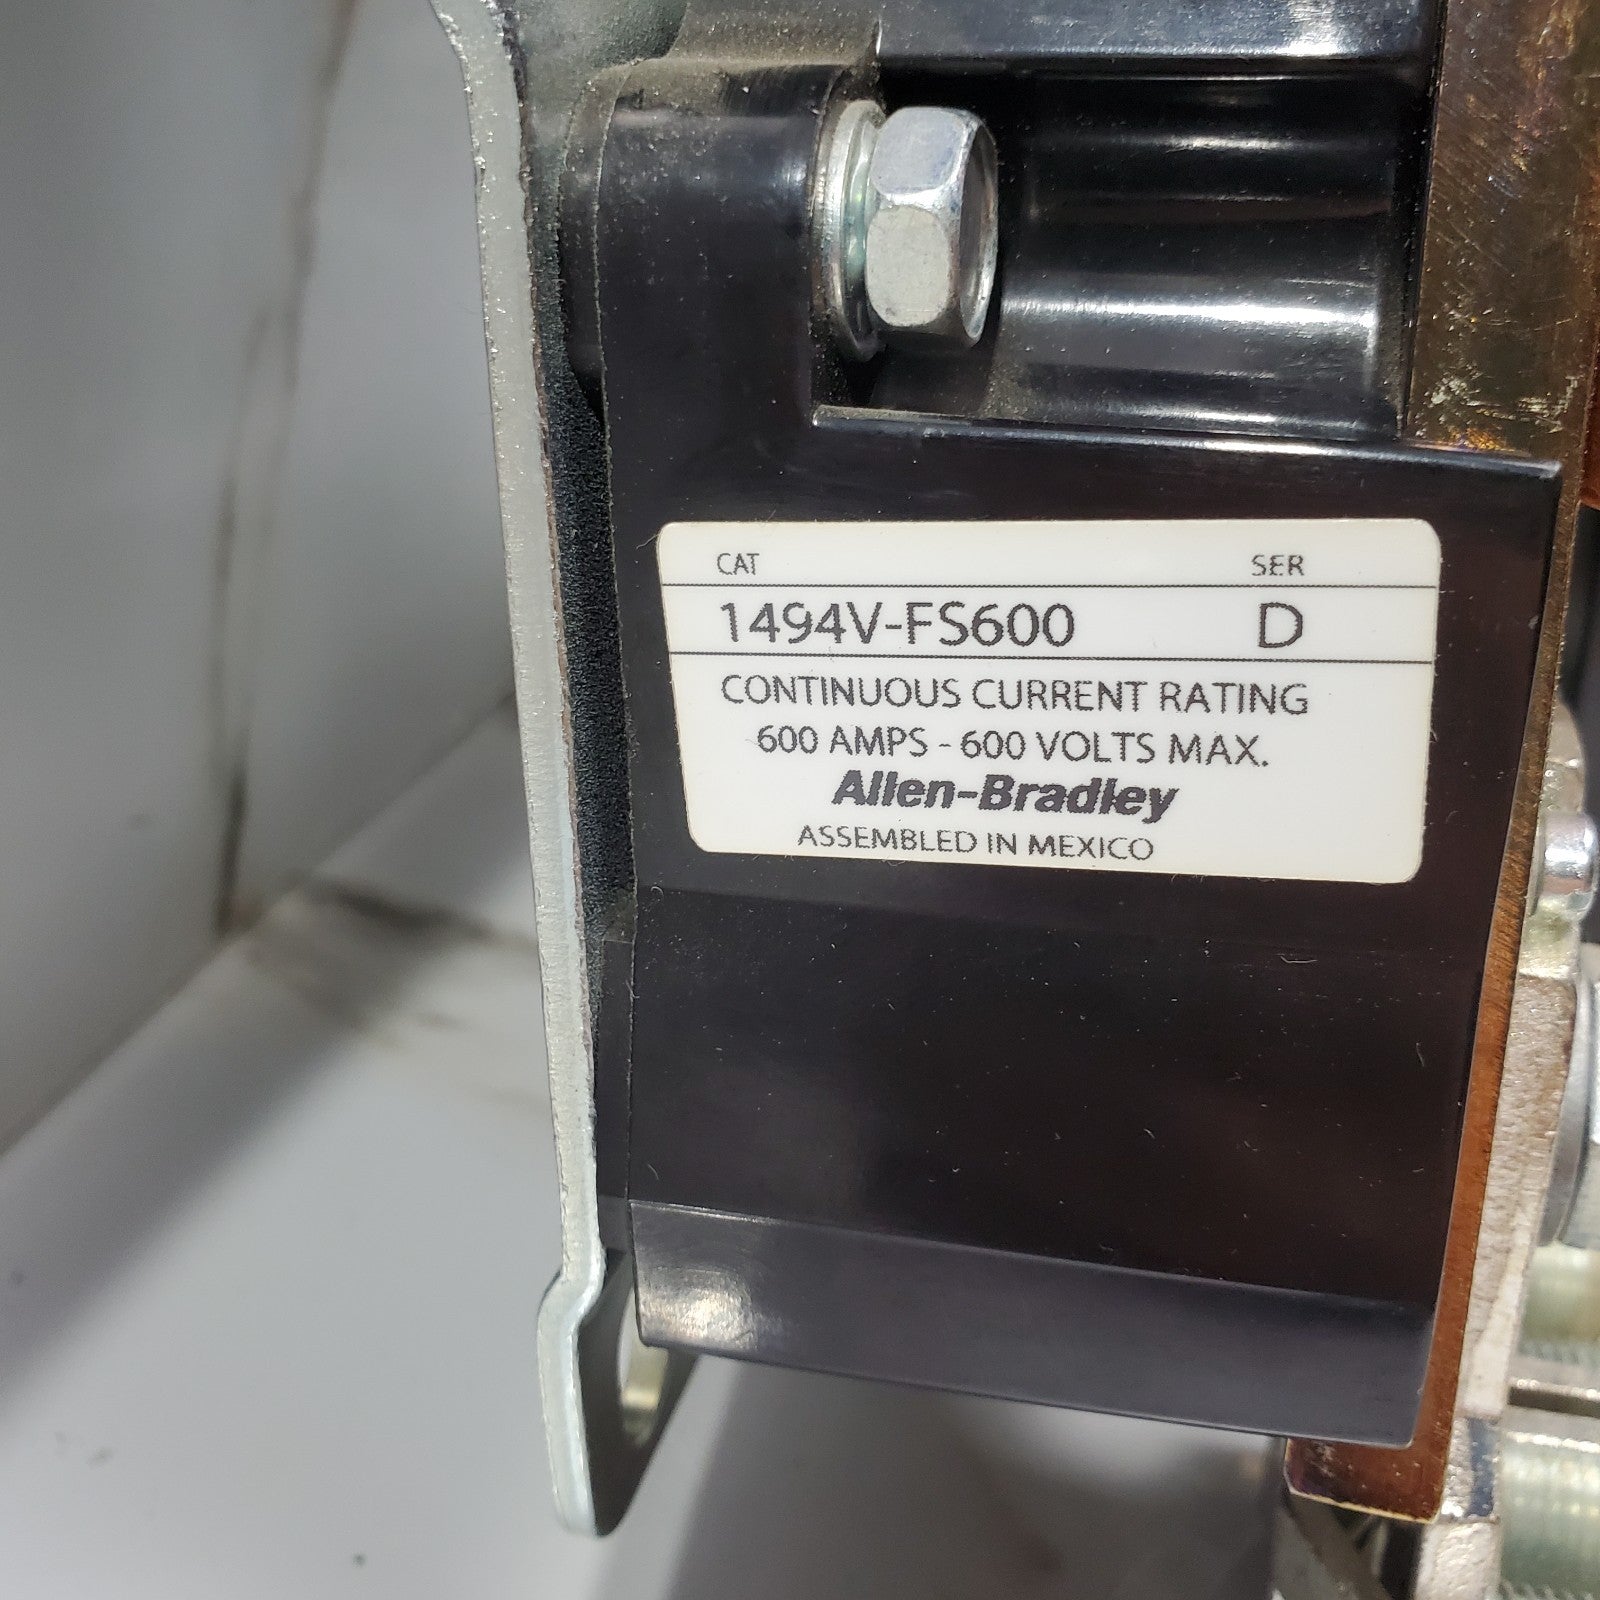 CAT SER
1494V-FS600 D
CONTINUOUS CURRENT RATING
600 AMPS - 600 VOLTS MAX.
Allen-Bradley
ASSEMBLED IN MEXICO